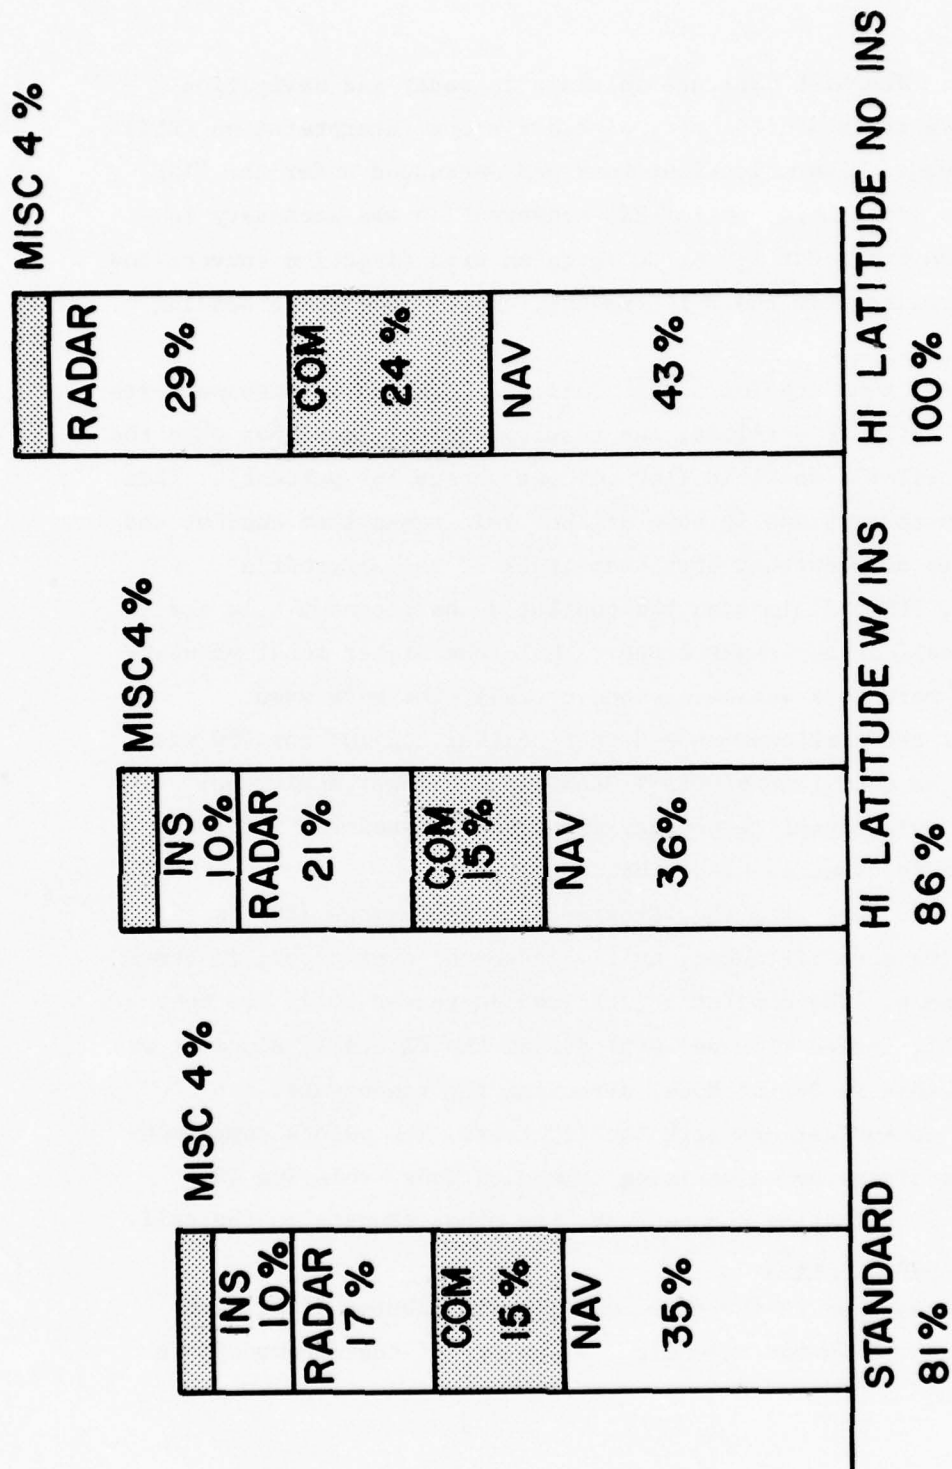 MISC 4%
INS
10%
RADAR
17%
COM
15%
NAV
35%
STANDARD
81%
MISC 4%
INS
10%
RADAR
21%
COM
15%
NAV
36%
HI LATITUDE W/INS
86%
MISC 4%
RADAR
29%
COM
24%
NAV
43%
HI LATITUDE NO INS
100%